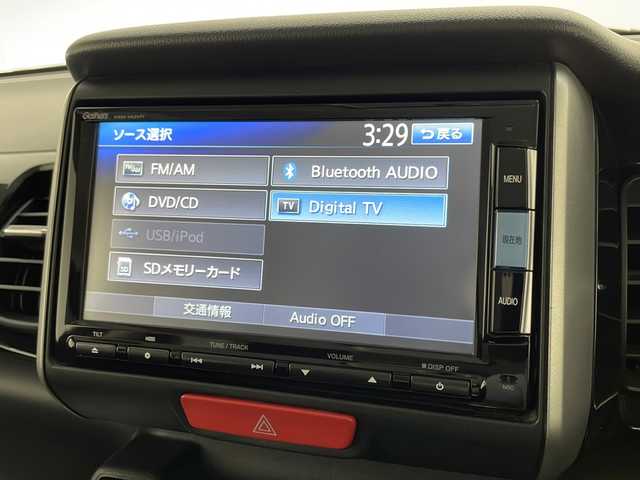 Gathers
ソース選択
3:29
戻る
FM/AM
Bluetooth AUDIO
DVD/CD
TV Digital TV
USB/iPod
SD SDメモリーカード
交通情報
Audio OFF
MENU
現在地
AUDIO
TILT
TUNE / TRACK
VOLUME
DISP OFF